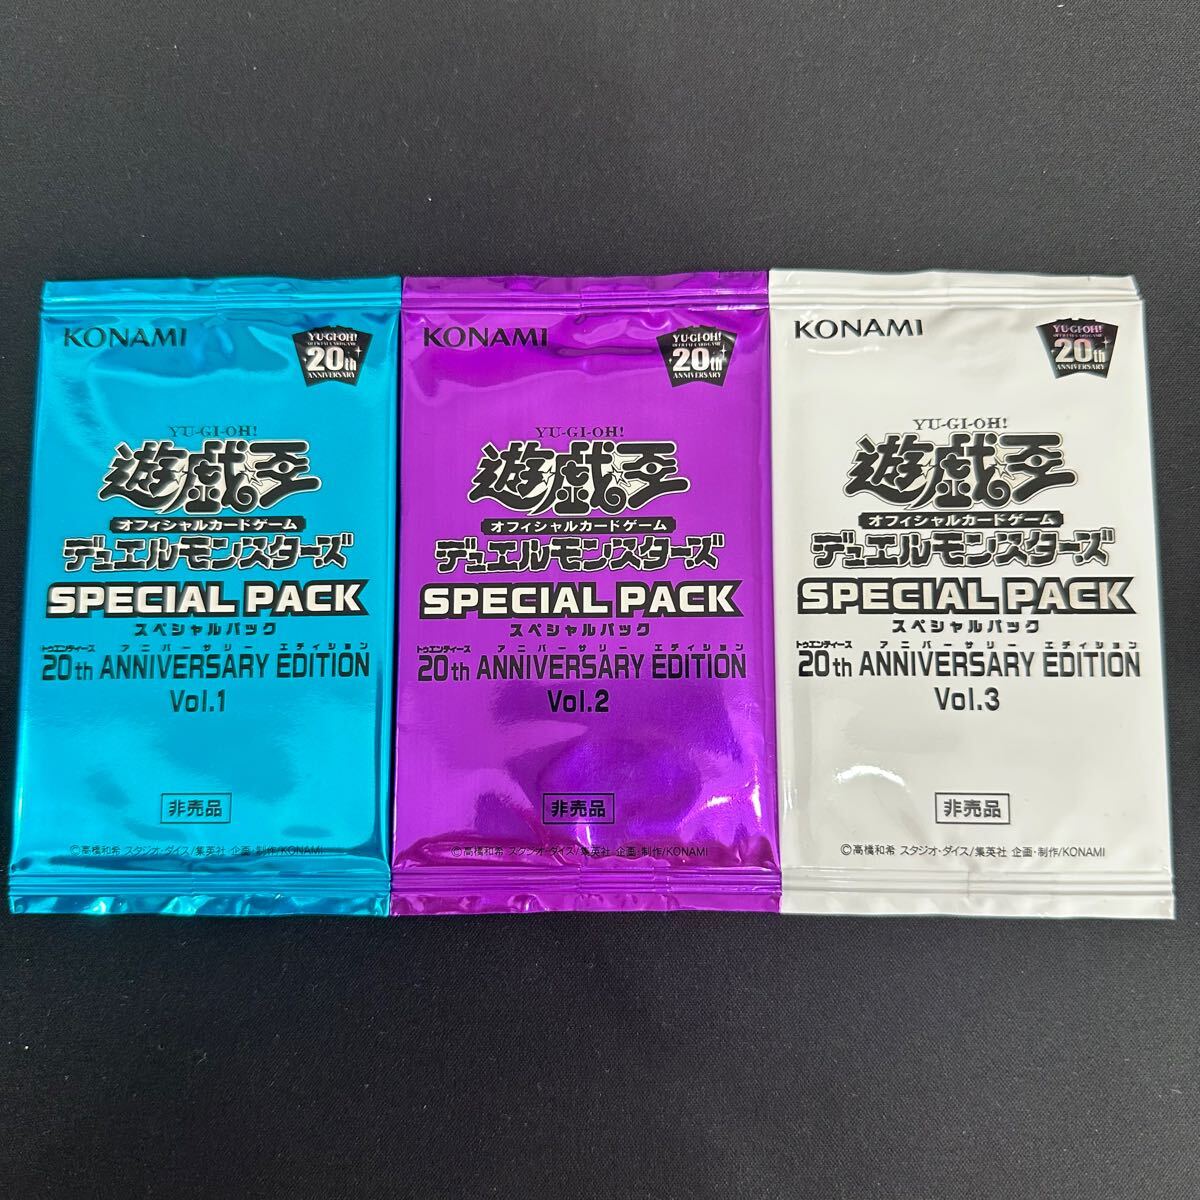 KONAMI
YU-GI-OH!
OFFICIAL CARD GAME
20th
ANNIVERSARY
YU-GI-OH!
遊戯王
オフィシャルカードゲーム
デュエルモンスターズ
SPECIAL PACK
スペシャルパック
トゥエンティース アニバーサリー エディション
20th ANNIVERSARY EDITION
Vol.1
非売品
©高橋和希 スタジオ・ダイス/集英社 企画・制作/KONAMI
KONAMI
YU-GI-OH!
OFFICIAL CARD GAME
20th
ANNIVERSARY
YU-GI-OH!
遊戯王
オフィシャルカードゲーム
デュエルモンスターズ
SPECIAL PACK
スペシャルパック
トゥエンティース アニバーサリー エディション
20th ANNIVERSARY EDITION
Vol.2
非売品
©高橋和希 スタジオ・ダイス/集英社 企画・制作/KONAMI
KONAMI
YU-GI-OH!
OFFICIAL CARD GAME
20th
ANNIVERSARY
YU-GI-OH!
遊戯王
オフィシャルカードゲーム
デュエルモンスターズ
SPECIAL PACK
スペシャルパック
トゥエンティース アニバーサリー エディション
20th ANNIVERSARY EDITION
Vol.3
非売品
©高橋和希 スタジオ・ダイス/集英社 企画・制作/KONAMI